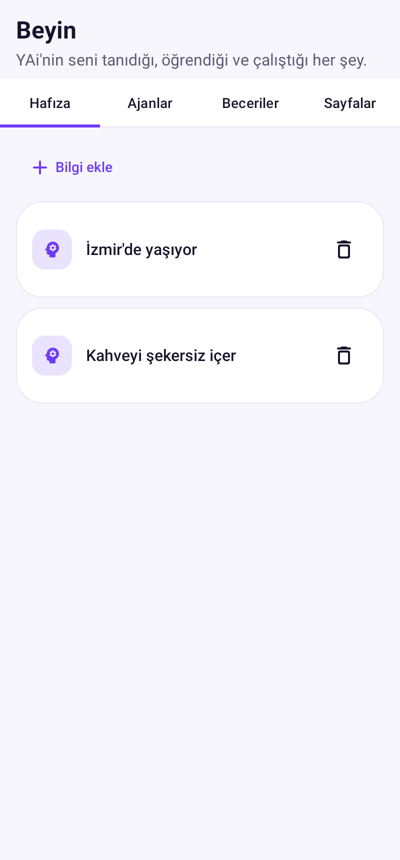 Beyin
YAi'nin seni tanıdığı, öğrendiği ve çalıştığı her şey.
Hafıza
Ajanlar
Beceriler
Sayfalar
Bilgi ekle
İzmir'de yaşıyor
Kahveyi şekersiz içer